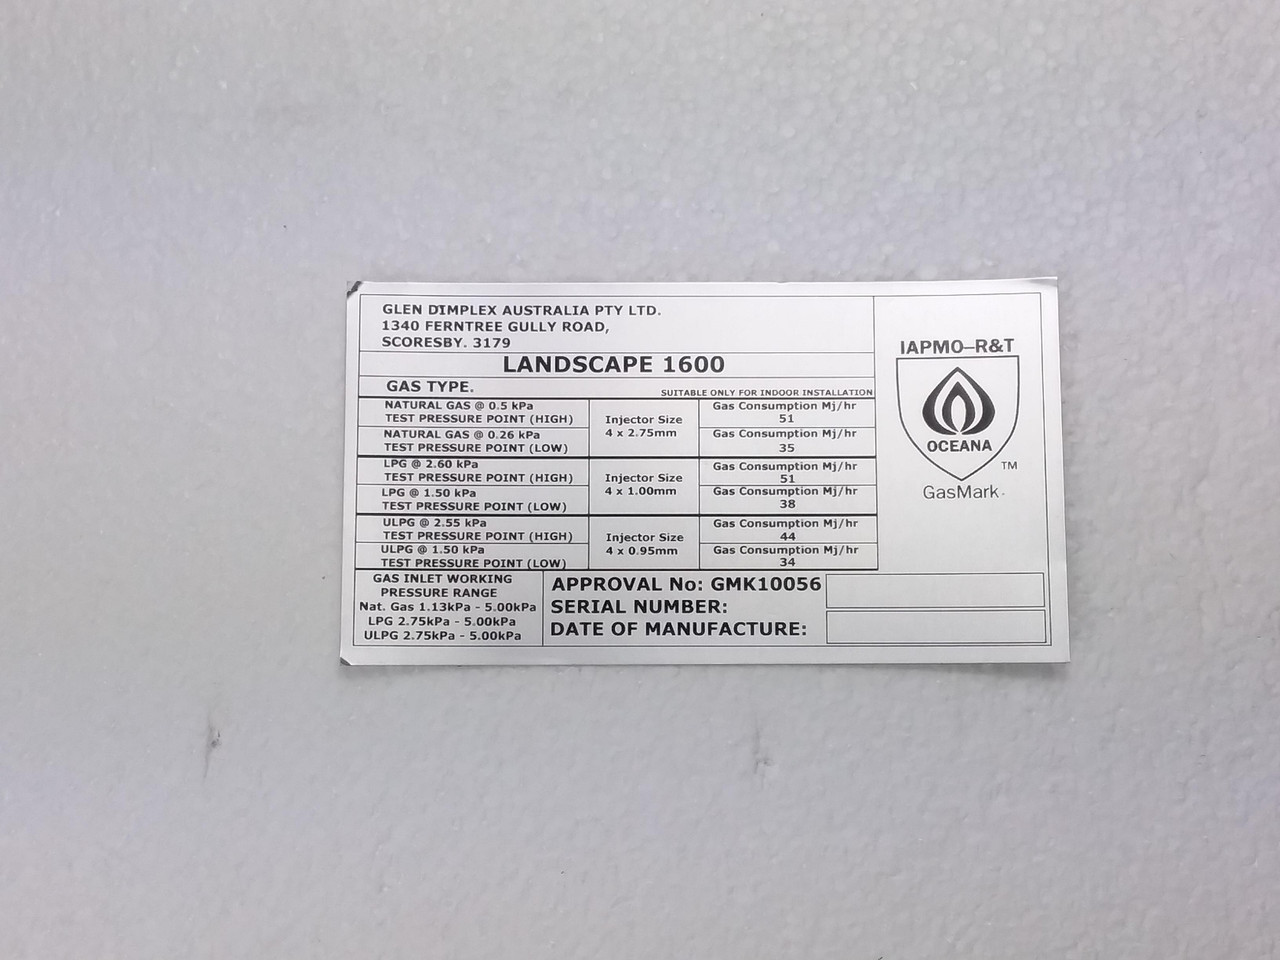 GLEN DIMPLEX AUSTRALIA PTY LTD.
1340 FERNTREE GULLY ROAD,
SCORESBY. 3179
LANDSCAPE 1600
GAS TYPE.
SUITABLE ONLY FOR INDOOR INSTALLATION
NATURAL GAS @ 0.5 kPa
TEST PRESSURE POINT (HIGH)
Injector Size
4 x 2.75mm
Gas Consumption Mj/hr
51
NATURAL GAS @ 0.26 kPa
TEST PRESSURE POINT (LOW)
Gas Consumption Mj/hr
35
LPG @ 2.60 kPa
TEST PRESSURE POINT (HIGH)
Injector Size
4 x 1.00mm
Gas Consumption Mj/hr
51
LPG @ 1.50 kPa
TEST PRESSURE POINT (LOW)
Gas Consumption Mj/hr
38
ULPG @ 2.55 kPa
TEST PRESSURE POINT (HIGH)
Injector Size
4 x 0.95mm
Gas Consumption Mj/hr
44
ULPG @ 1.50 kPa
TEST PRESSURE POINT (LOW)
Gas Consumption Mj/hr
34
GAS INLET WORKING
PRESSURE RANGE
Nat. Gas 1.13kPa - 5.00kPa
LPG 2.75kPa - 5.00kPa
ULPG 2.75kPa - 5.00kPa
APPROVAL No: GMK10056
SERIAL NUMBER:
DATE OF MANUFACTURE:
IAPMO-R&T
OCEANA
TM
GasMark